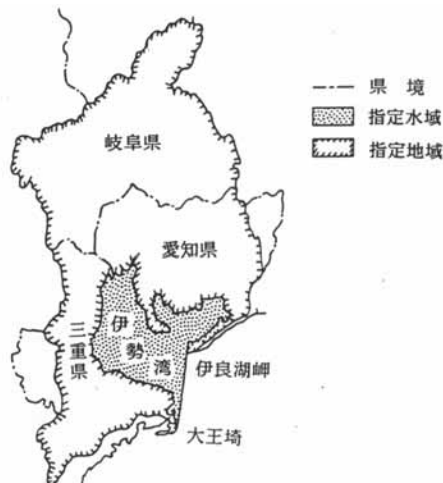 県 境
指定水域
指定地域
岐阜県
愛知県
三重県
伊勢湾
伊良湖岬
大王埼